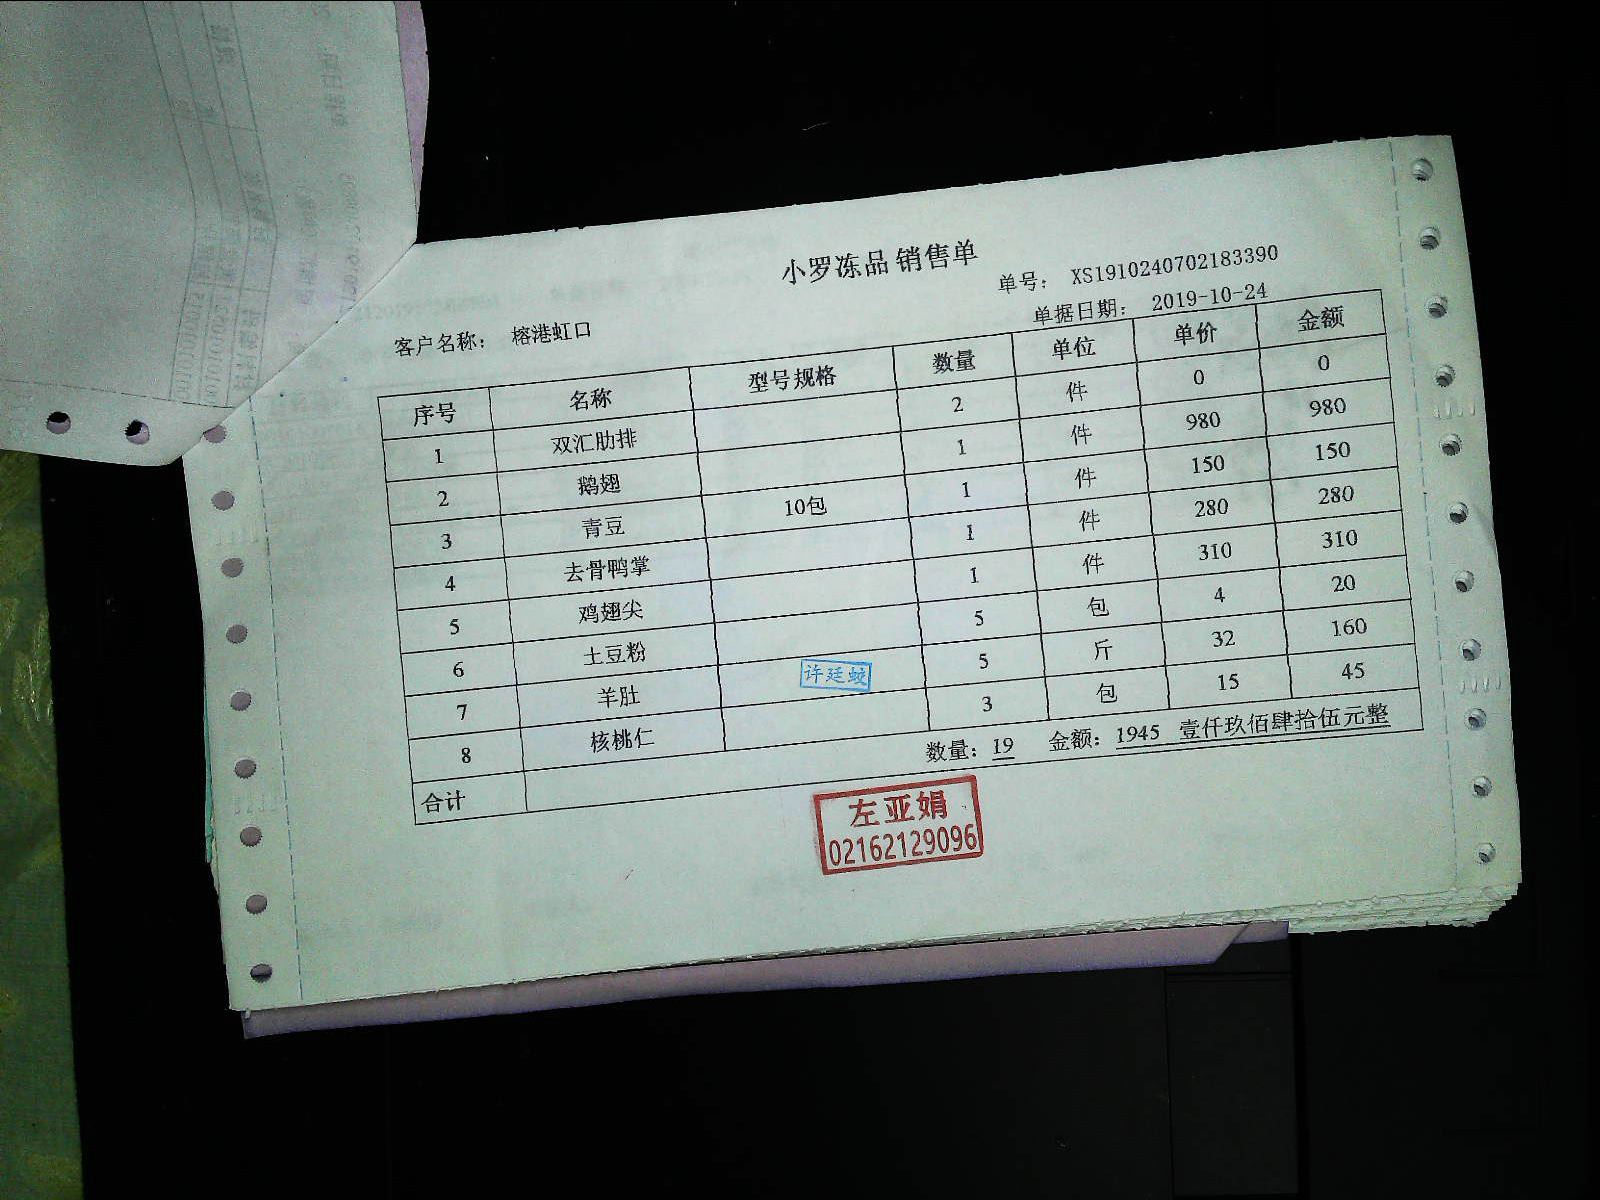 小罗冻品 销售单
单号: XS1910240702183390
客户名称: 榕港虹口 单据日期: 2019-10-24
序号 名称 型号规格 数量 单位 单价 金额
1 双汇肋排 2 件 0 0
2 鹅翅 1 件 980 980
3 青豆 10包 1 件 150 150
4 去骨鸭掌 1 件 280 280
5 鸡翅尖 1 件 310 310
6 土豆粉 5 包 4 20
7 羊肚 许廷蛟 5 斤 32 160
8 核桃仁 3 包 15 45
合计 数量: 19 金额: 1945 壹仟玖佰肆拾伍元整
左亚娟
02162129096